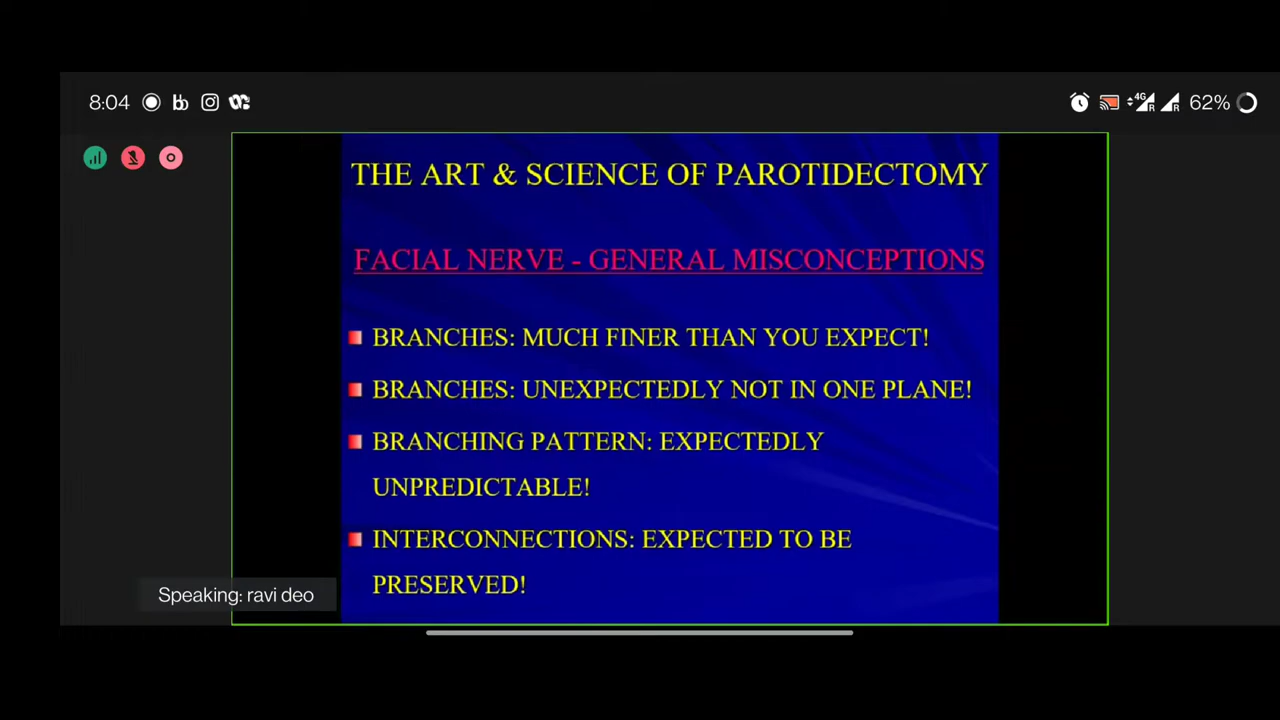 8:04
4G
R
R
62%
THE ART & SCIENCE OF PAROTIDECTOMY
FACIAL NERVE - GENERAL MISCONCEPTIONS
BRANCHES: MUCH FINER THAN YOU EXPECT!
BRANCHES: UNEXPECTEDLY NOT IN ONE PLANE!
BRANCHING PATTERN: EXPECTEDLY
UNPREDICTABLE!
INTERCONNECTIONS: EXPECTED TO BE
PRESERVED!
Speaking: ravi deo